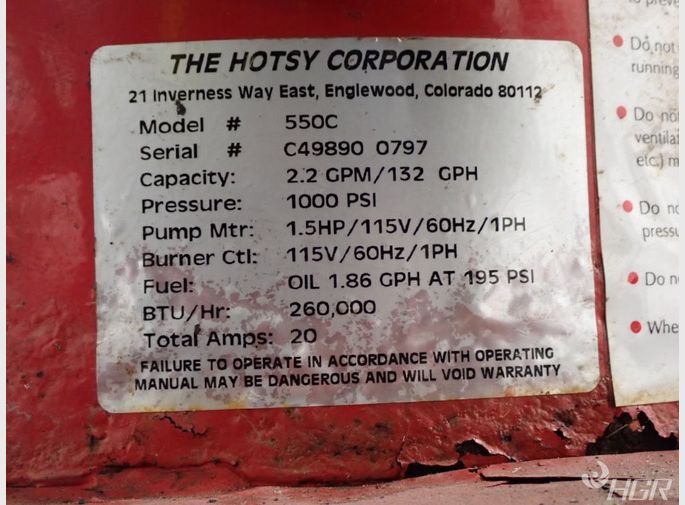 THE HOTSY CORPORATION
21 Inverness Way East, Englewood, Colorado 80112
Model # 550C
Serial # C49890 0797
Capacity: 2.2 GPM/132 GPH
Pressure: 1000 PSI
Pump Mtr: 1.5HP/115V/60Hz/1PH
Burner Ctl: 115V/60Hz/1PH
Fuel: OIL 1.86 GPH AT 195 PSI
BTU/Hr: 260,000
Total Amps: 20
FAILURE TO OPERATE IN ACCORDANCE WITH OPERATING
MANUAL MAY BE DANGEROUS AND WILL VOID WARRANTY
Do not
running
Do not
etc.) m
Do no
Do n
Whe
HGR